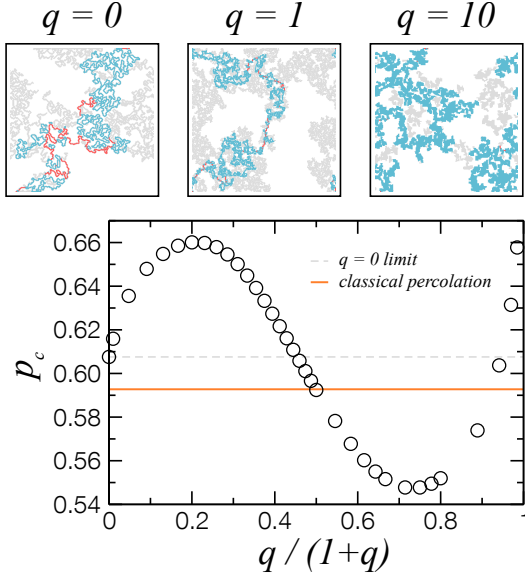 q = 0 q = 1 q = 10
0.66
0.64
0.62
0.60
0.58
0.56
0.54
p_c
q = 0 limit
classical percolation
0 0.2 0.4 0.6 0.8 1
q / (1+q)